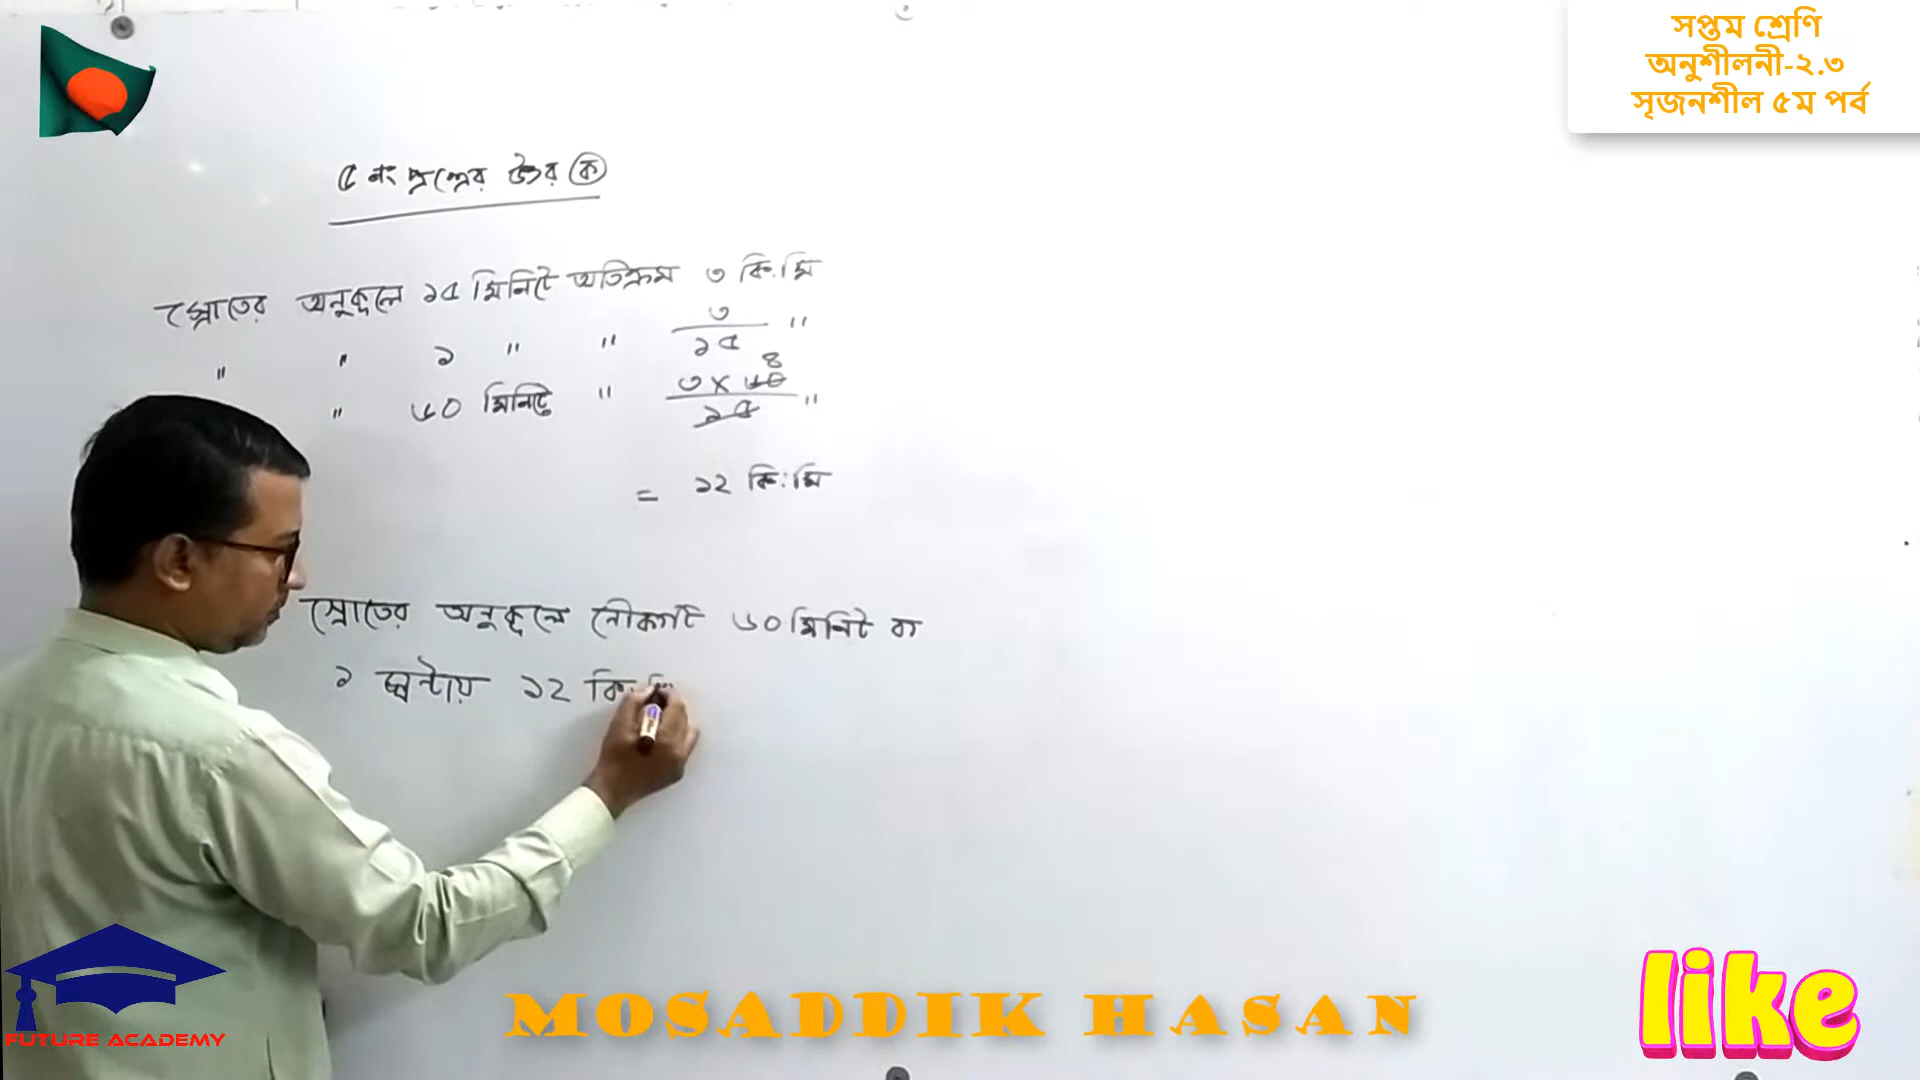 সপ্তম শ্রেণি
অনুশীলনী-২.৩
সৃজনশীল ৫ম পর্ব
৫ নং প্রশ্নের উত্তর ক
স্রোতের অনুকূলে ১৫ মিনিটে অতিক্রম ৩ কি:মি
" " ১ " " ৩/১৫ "
" ৬০ মিনিটে " ৩ × ৬০/১৫ "
৪
= ১২ কি:মি
স্রোতের অনুকূলে নৌকাটি ৬০ মিনিট বা
১ ঘন্টায় ১২ কি:মি
FUTURE ACADEMY
MOSADDIK HASAN
like